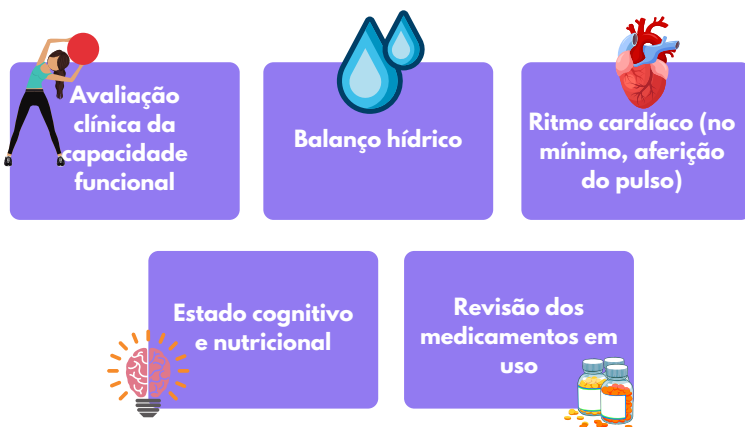 Avaliação
clínica da
capacidade
funcional
Balanço hídrico
Ritmo cardíaco (no
mínimo, aferição
do pulso)
Estado cognitivo
e nutricional
Revisão dos
medicamentos em
uso